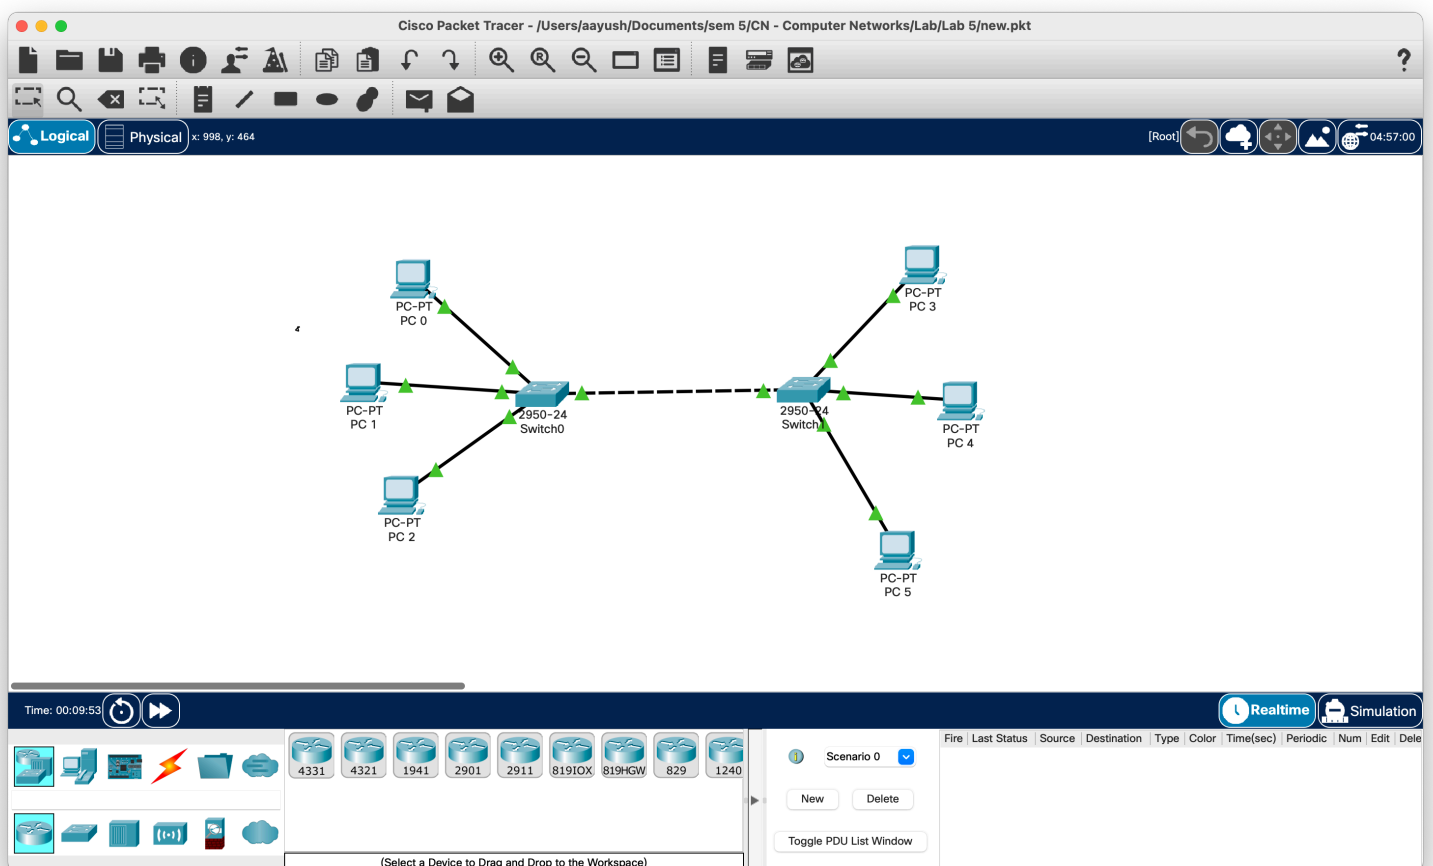 Cisco Packet Tracer - /Users/aayush/Documents/sem 5/CN - Computer Networks/Lab/Lab 5/new.pkt
?
Logical
Physical
x: 998, y: 464
[Root]
04:57:00
PC-PT
PC 0
PC-PT
PC 3
PC-PT
PC 1
2950-24
Switch0
2950-24
Switch1
PC-PT
PC 4
PC-PT
PC 2
PC-PT
PC 5
Time: 00:09:53
Realtime
Simulation
4331
4321
1941
2901
2911
819IOX
819HGW
829
1240
(Select a Device to Drag and Drop to the Workspace)
Scenario 0
New
Delete
Toggle PDU List Window
Fire Last Status Source Destination Type Color Time(sec) Periodic Num Edit Dele